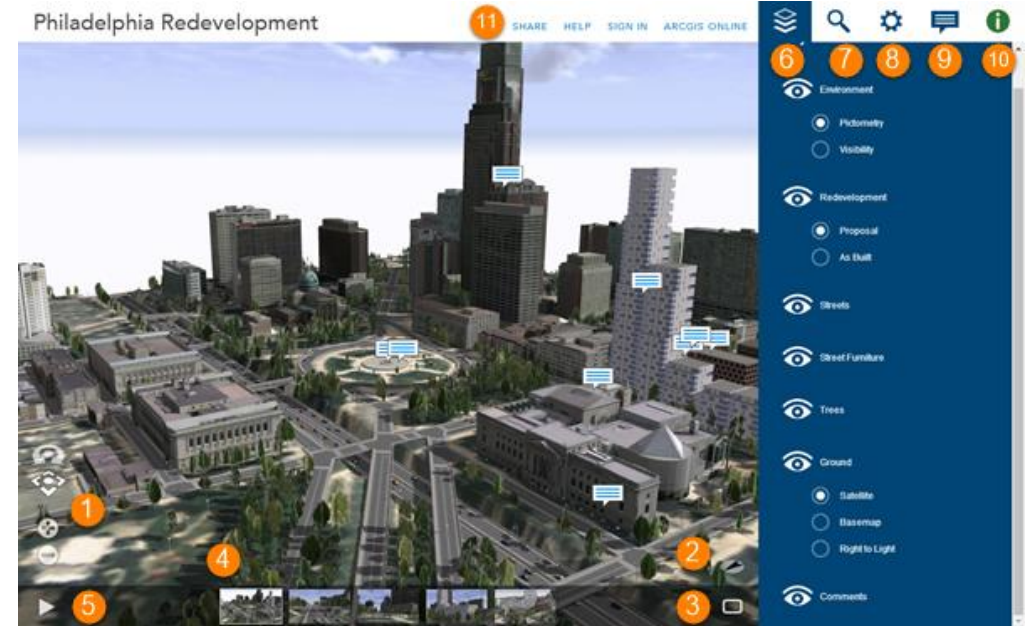 Philadelphia Redevelopment
11 SHARE HELP SIGN IN ARCGIS ONLINE
6 7 8 9 10
Environment
Pictometry
Visibility
Redevelopment
Proposal
As Built
Streets
Street Furniture
Trees
Ground
Satellite
Basemap
Right to Light
Comments
1
2
4
5
3